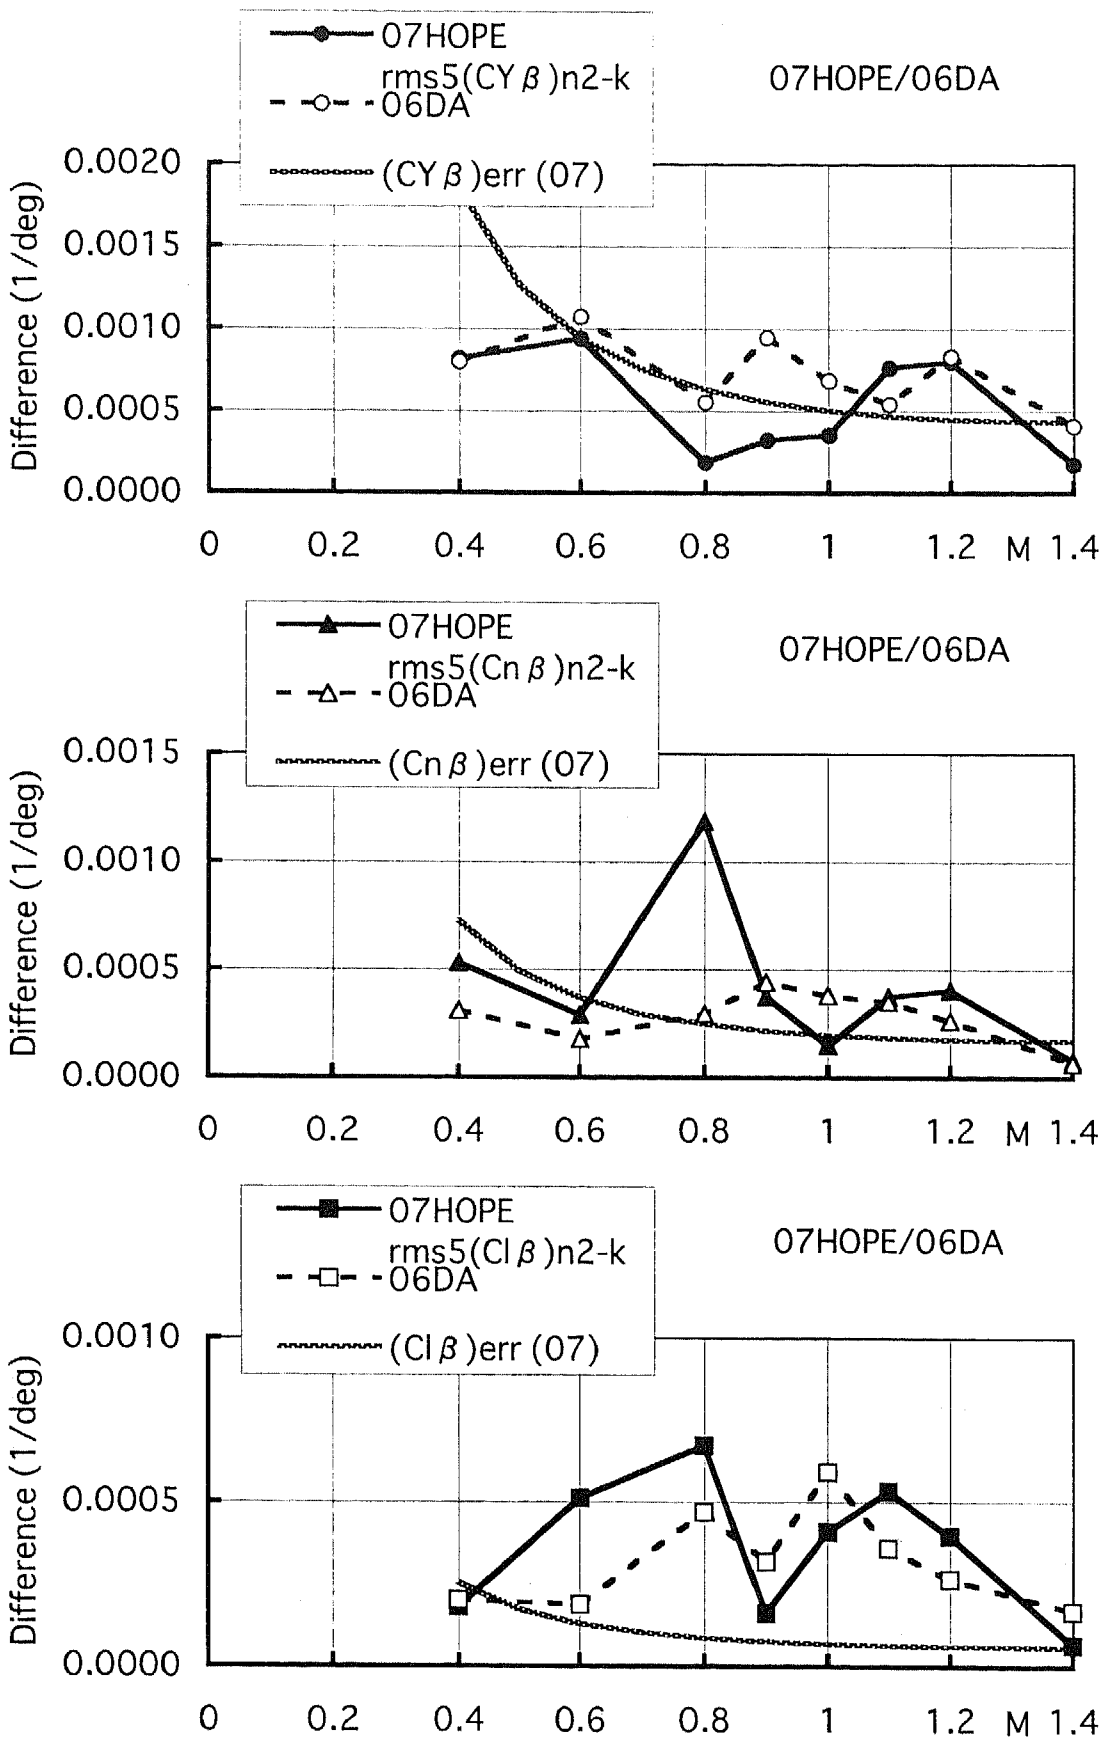 07HOPE
rms5(CYβ)n2-k
06DA
(CYβ)err (07)
07HOPE/06DA
Difference (1/deg)
0.0020
0.0015
0.0010
0.0005
0.0000
0 0.2 0.4 0.6 0.8 1 1.2 M 1.4
07HOPE
rms5(Cnβ)n2-k
06DA
(Cnβ)err (07)
07HOPE/06DA
Difference (1/deg)
0.0015
0.0010
0.0005
0.0000
0 0.2 0.4 0.6 0.8 1 1.2 M 1.4
07HOPE
rms5(Clβ)n2-k
06DA
(Clβ)err (07)
07HOPE/06DA
Difference (1/deg)
0.0010
0.0005
0.0000
0 0.2 0.4 0.6 0.8 1 1.2 M 1.4